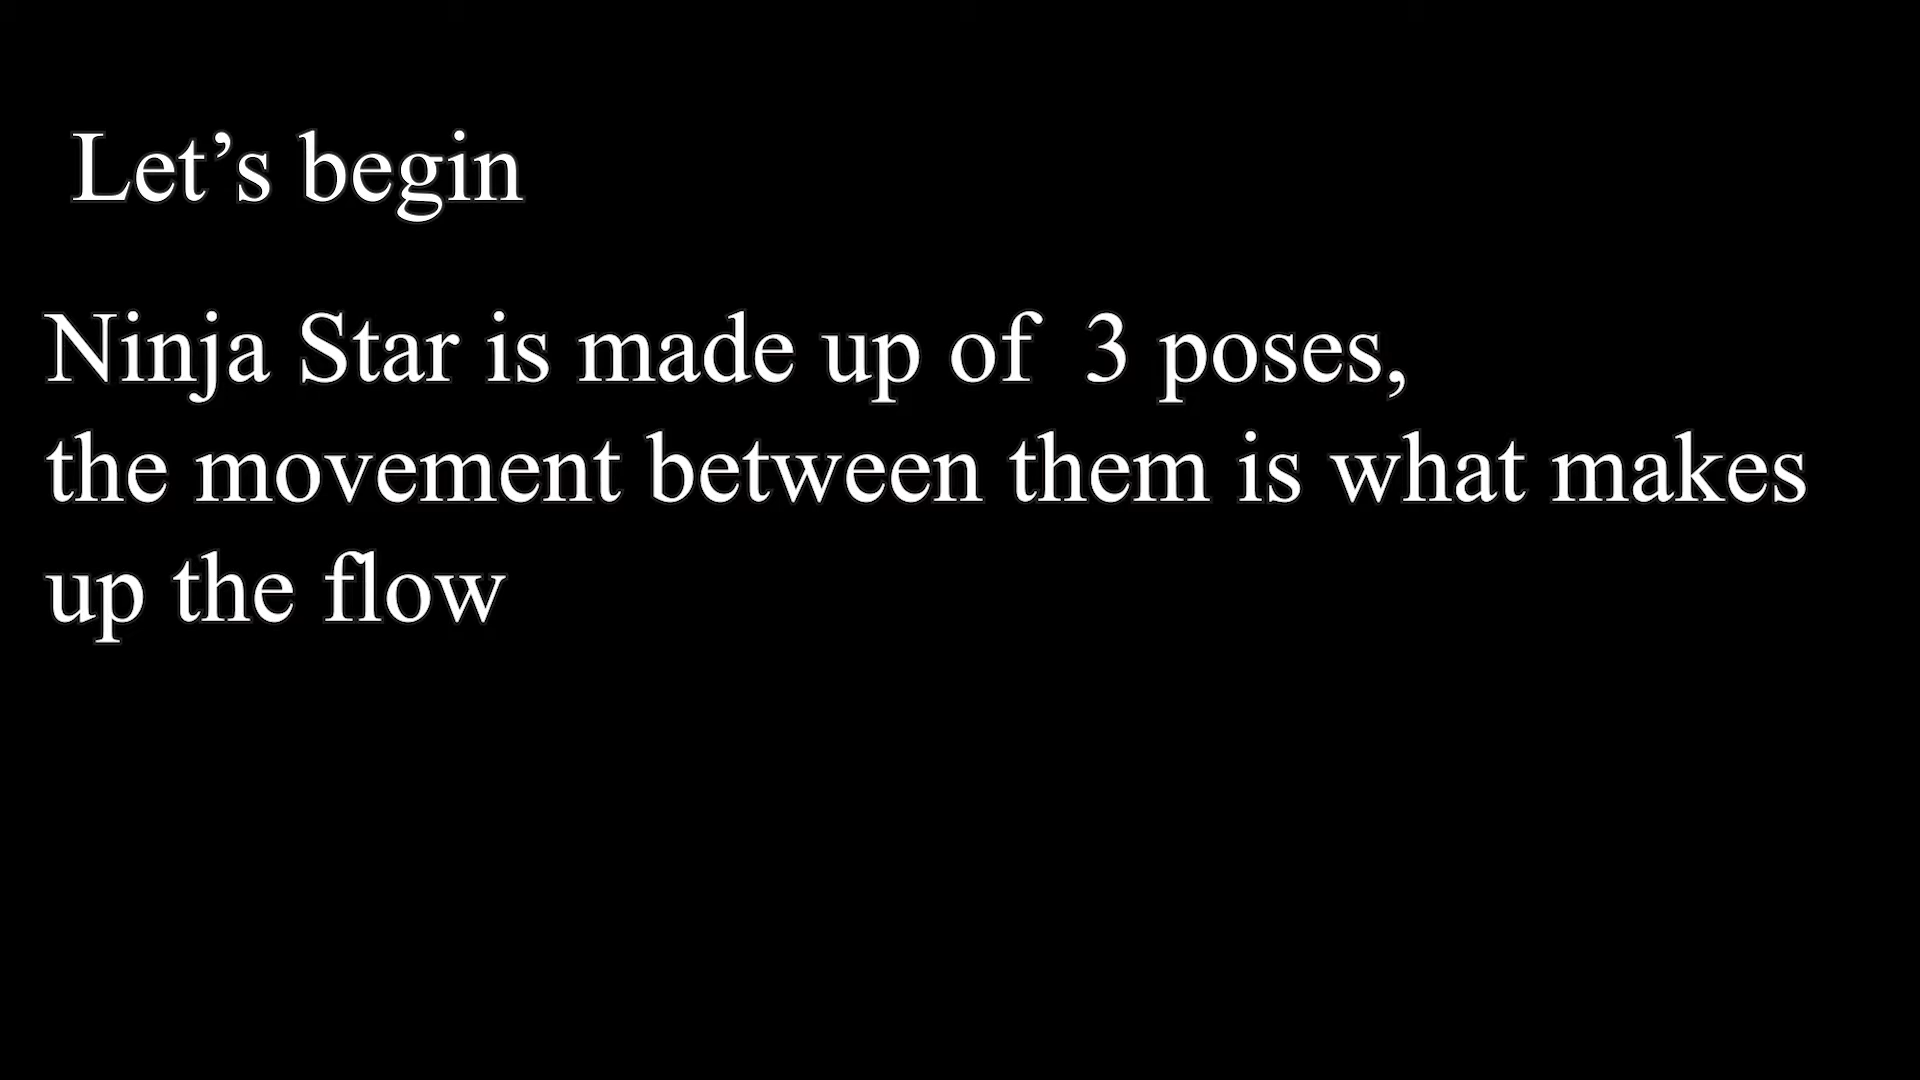 Let’s begin
Ninja Star is made up of  3 poses,
the movement between them is what makes
up the flow